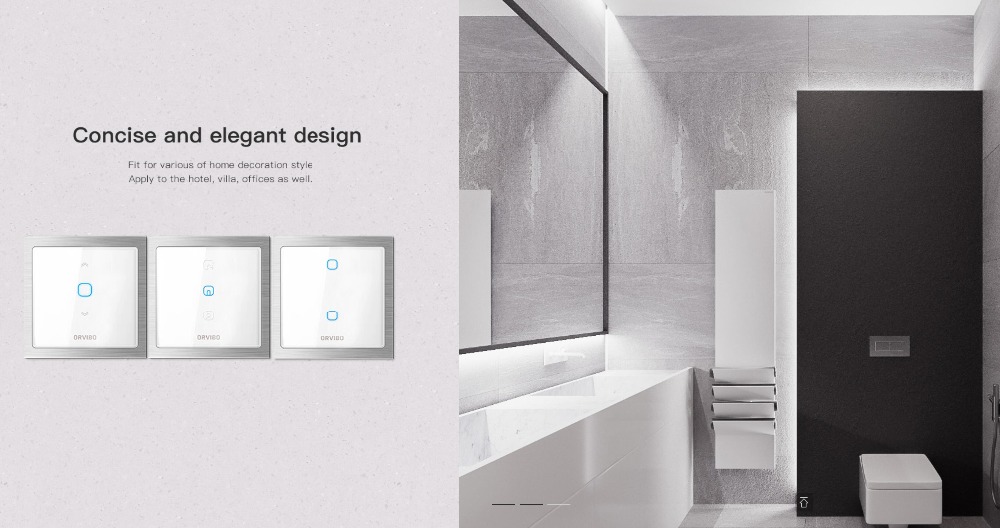 Concise and elegant design
Fit for various of home decoration style
Apply to the hotel, villa, offices as well.
ORVIBO
ORVIBO
ORVIBO